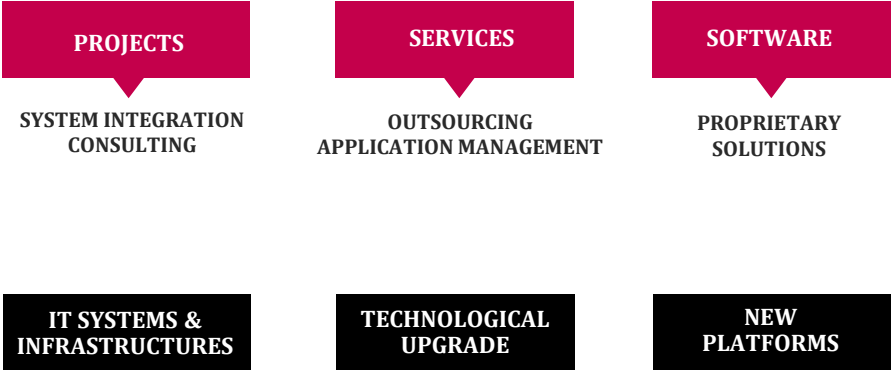 PROJECTS
SERVICES
SOFTWARE
SYSTEM INTEGRATION
CONSULTING
OUTSOURCING
APPLICATION MANAGEMENT
PROPRIETARY
SOLUTIONS
IT SYSTEMS &
INFRASTRUCTURES
TECHNOLOGICAL
UPGRADE
NEW
PLATFORMS